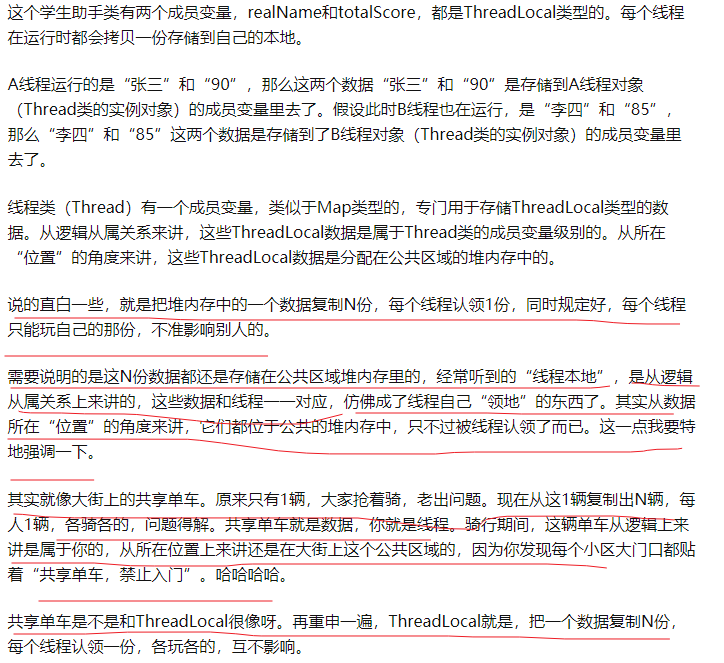 这个学生助手类有两个成员变量，realName和totalScore，都是ThreadLocal类型的。每个线程
在运行时都会拷贝一份存储到自己的本地。
A线程运行的是“张三”和“90”，那么这两个数据“张三”和“90”是存储到A线程对象
（Thread类的实例对象）的成员变量里去了。假设此时B线程也在运行，是“李四”和“85”，
那么“李四”和“85”这两个数据是存储到了B线程对象（Thread类的实例对象）的成员变量里
去了。
线程类（Thread）有一个成员变量，类似于Map类型的，专门用于存储ThreadLocal类型的数
据。从逻辑从属关系来讲，这些ThreadLocal数据是属于Thread类的成员变量级别的。从所在
“位置”的角度来讲，这些ThreadLocal数据是分配在公共区域的堆内存中的。
说的直白一些，就是把堆内存中的一个数据复制N份，每个线程认领1份，同时规定好，每个线程
只能玩自己的那份，不准影响别人的。
需要说明的是这N份数据都还是存储在公共区域堆内存里的，经常听到的“线程本地”，是从逻辑
从属关系上来讲的，这些数据和线程一一对应，仿佛成了线程自己“领地”的东西了。其实从数据
所在“位置”的角度来讲，它们都位于公共的堆内存中，只不过被线程认领了而已。这一点我要特
地强调一下。
其实就像大街上的共享单车。原来只有1辆，大家抢着骑，老出问题。现在从这1辆复制出N辆，每
人1辆，各骑各的，问题得解。共享单车就是数据，你就是线程。骑行期间，这辆单车从逻辑上来
讲是属于你的，从所在位置上来讲还是在大街上这个公共区域的，因为你发现每个小区大门口都贴
着“共享单车，禁止入门”。哈哈哈哈。
共享单车是不是和ThreadLocal很像呀。再重申一遍，ThreadLocal就是，把一个数据复制N份，
每个线程认领一份，各玩各的，互不影响。